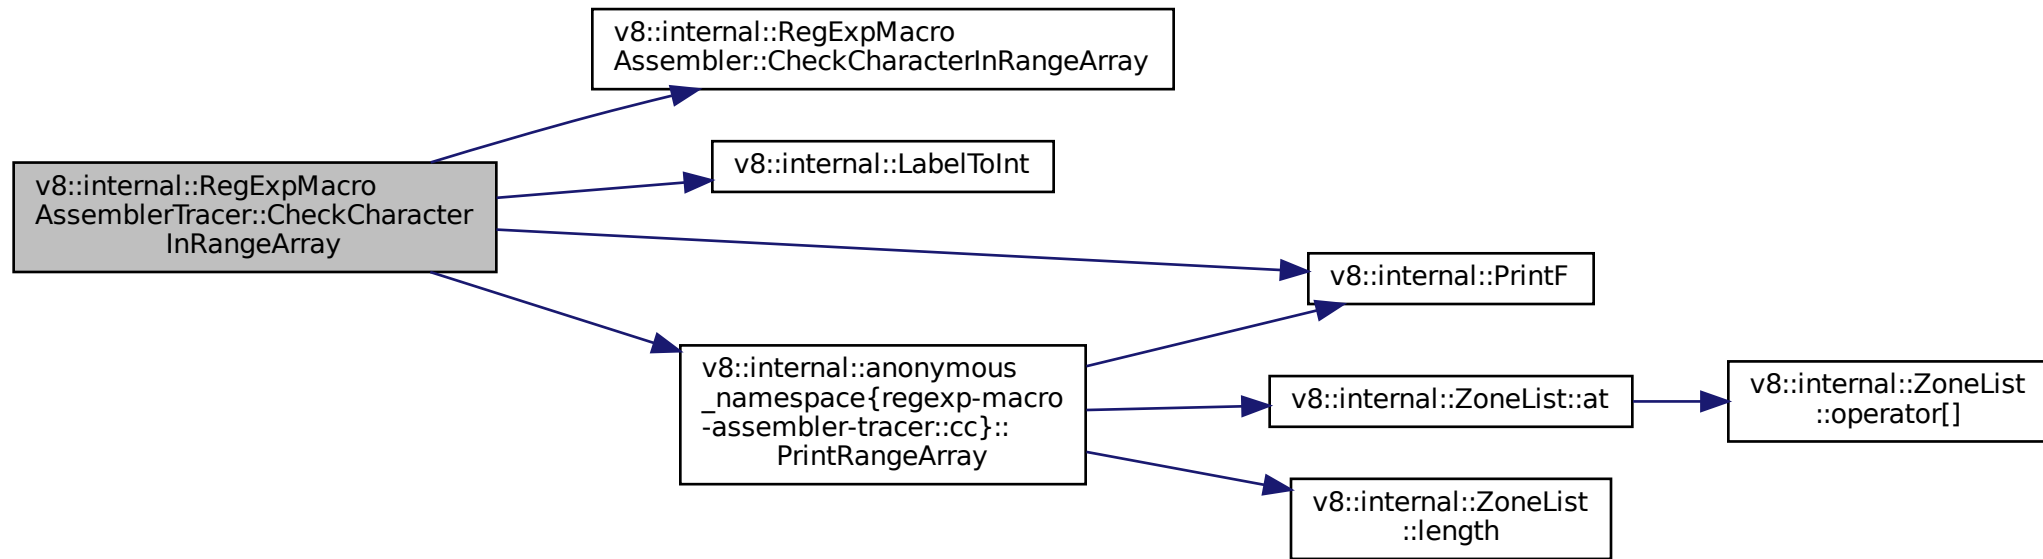 v8::internal::RegExpMacro
Assembler::CheckCharacterInRangeArray
v8::internal::LabelToInt
v8::internal::RegExpMacro
AssemblerTracer::CheckCharacter
InRangeArray
v8::internal::PrintF
v8::internal::anonymous
_namespace{regexp-macro
-assembler-tracer::cc}::
PrintRangeArray
v8::internal::ZoneList::at
v8::internal::ZoneList
::operator[]
v8::internal::ZoneList
::length